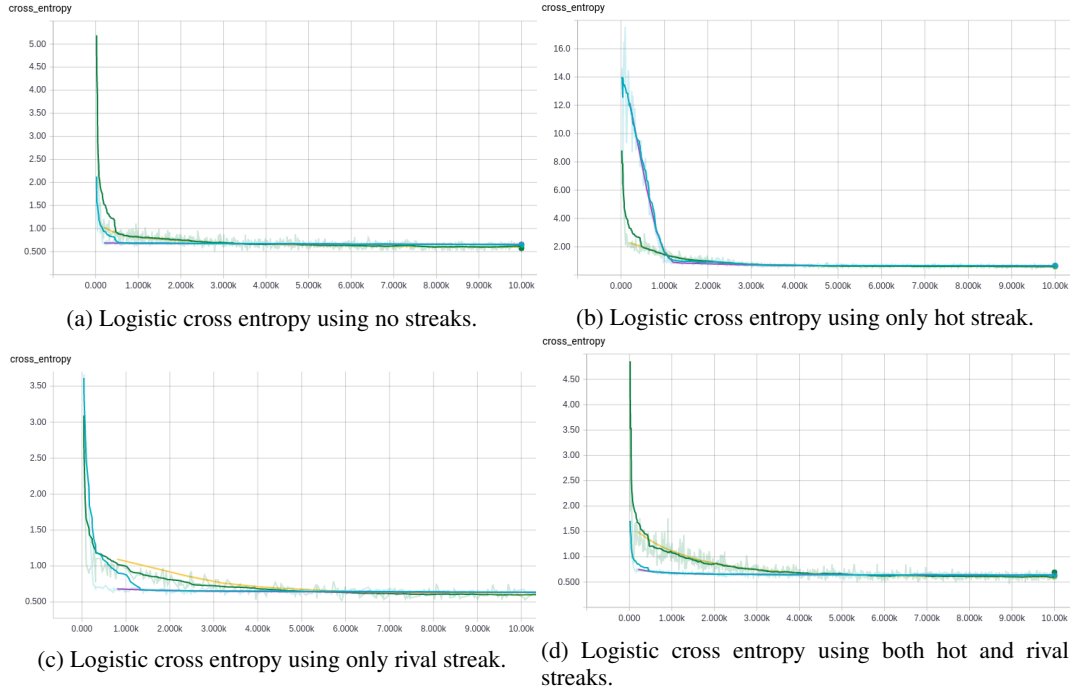 cross_entropy
5.00
4.50
4.00
3.50
3.00
2.50
2.00
1.50
1.00
0.500
0.000 1.000k 2.000k 3.000k 4.000k 5.000k 6.000k 7.000k 8.000k 9.000k 10.00k
(a) Logistic cross entropy using no streaks.
cross_entropy
16.0
14.0
12.0
10.0
8.00
6.00
4.00
2.00
0.000 1.000k 2.000k 3.000k 4.000k 5.000k 6.000k 7.000k 8.000k 9.000k 10.00k
(b) Logistic cross entropy using only hot streak.
cross_entropy
3.50
3.00
2.50
2.00
1.50
1.00
0.500
0.000 1.000k 2.000k 3.000k 4.000k 5.000k 6.000k 7.000k 8.000k 9.000k 10.00k
(c) Logistic cross entropy using only rival streak.
cross_entropy
4.50
4.00
3.50
3.00
2.50
2.00
1.50
1.00
0.500
0.000 1.000k 2.000k 3.000k 4.000k 5.000k 6.000k 7.000k 8.000k 9.000k 10.00k
(d) Logistic cross entropy using both hot and rival
streaks.